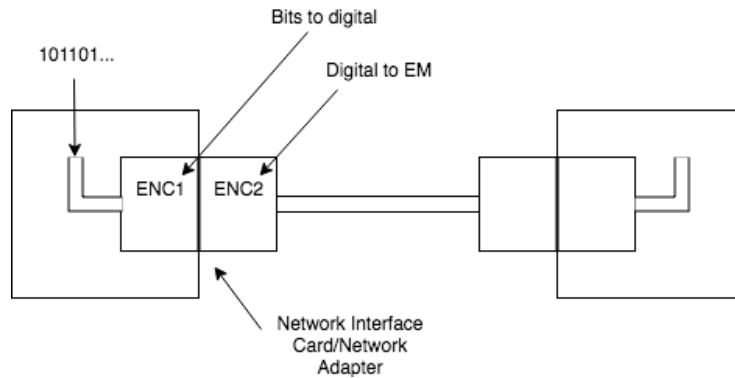 Bits to digital
101101...
Digital to EM
ENC1
ENC2
Network Interface
Card/Network
Adapter